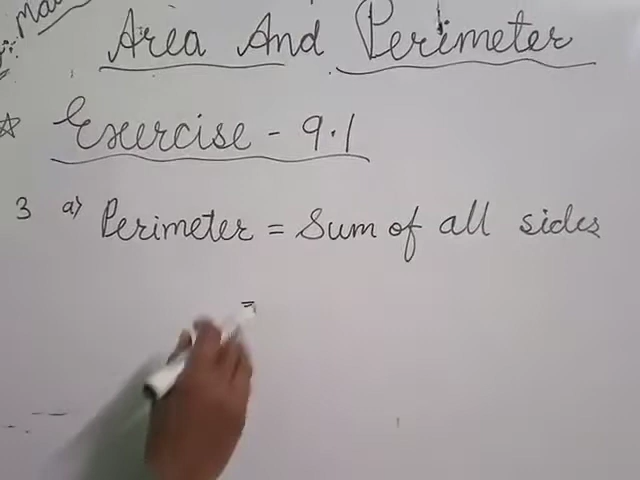 Area And Perimeter
☆ Exercise - 9.1
3 a) Perimeter = Sum of all sides
=